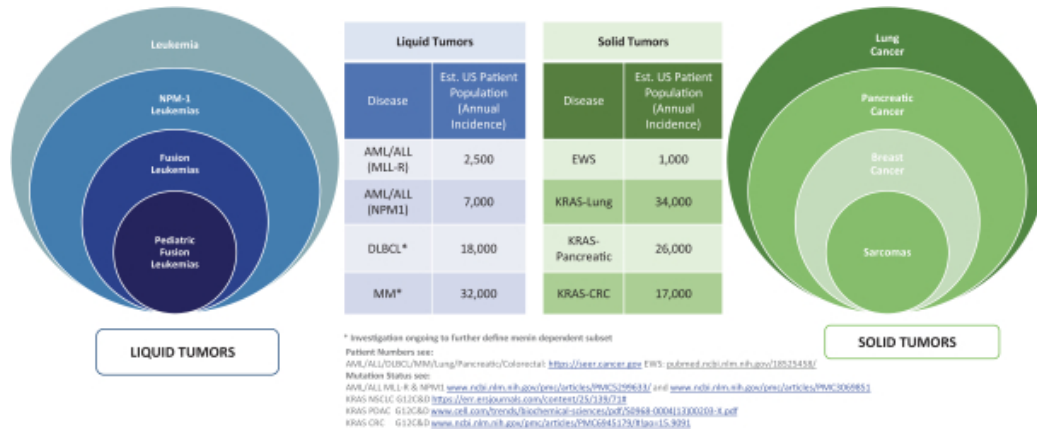 Leukemia
NPM-1
Leukemias
Fusion
Leukemias
Pediatric
Fusion
Leukemias
LIQUID TUMORS
Liquid Tumors
Disease
Est. US Patient
Population
(Annual
Incidence)
AML/ALL
(MLL-R)
2,500
AML/ALL
(NPM1)
7,000
DLBCL*
18,000
MM*
32,000
Solid Tumors
Disease
Est. US Patient
Population
(Annual
Incidence)
EWS
1,000
KRAS-Lung
34,000
KRAS-
Pancreatic
26,000
KRAS-CRC
17,000
* Investigation ongoing to further define menin dependent subset
Patient Numbers see:
AML/ALL/DLBCL/MM/Lung/Pancreatic/Colorectal: https://seer.cancer.gov EWS: pubmed.ncbi.nlm.nih.gov/18525458/
Mutation Status see:
AML/ALL MLL-R & NPM1 www.ncbi.nlm.nih.gov/pmc/articles/PMC5299633/ and www.ncbi.nlm.nih.gov/pmc/articles/PMC3069851
KRAS NSCLC G12C&D https://err.ersjournals.com/content/25/139/71#
KRAS PDAC G12C&D www.cell.com/trends/biochemical-sciences/pdf/S0968-0004(13)00203-X.pdf
KRAS CRC G12C&D www.ncbi.nlm.nih.gov/pmc/articles/PMC6945179/#!po=15.9091
Lung
Cancer
Pancreatic
Cancer
Breast
Cancer
Sarcomas
SOLID TUMORS